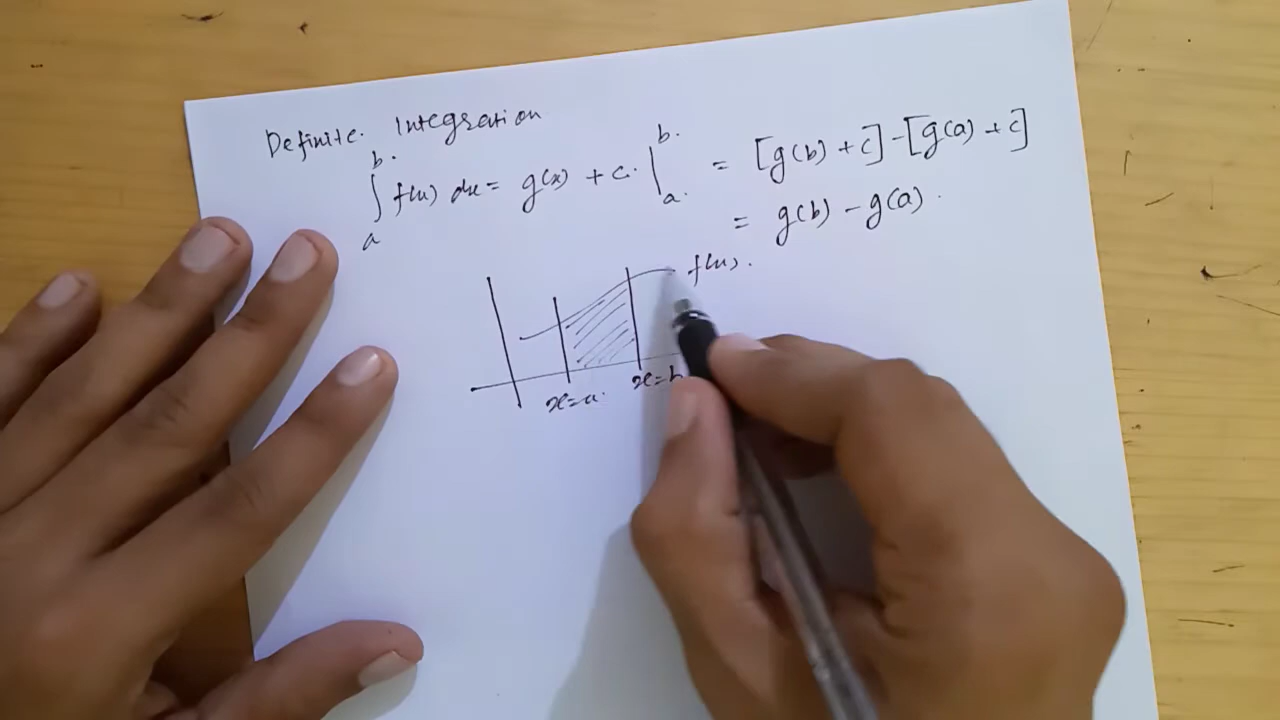 Definite. Integration
∫ₐᵇ f(x) dx = g(x) + c. |ₐᵇ = [g(b) + c] - [g(a) + c]
= g(b) - g(a).
f(x).
x=a. x=b